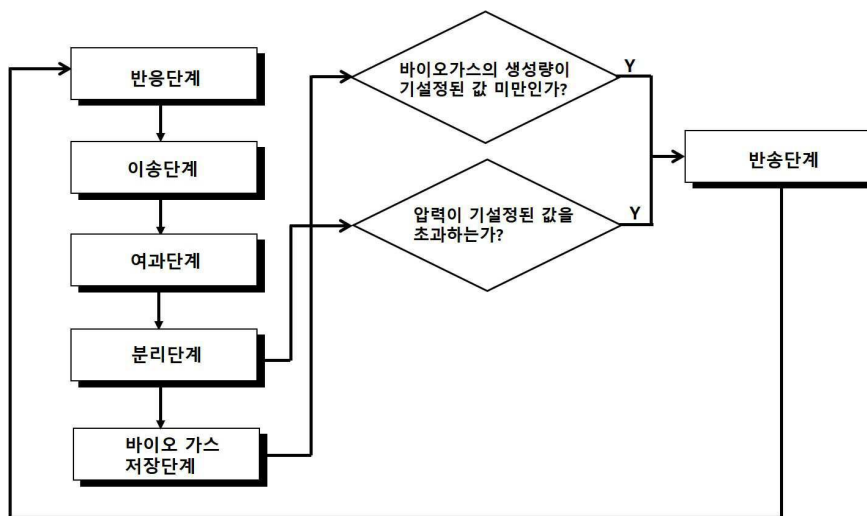 반응단계
이송단계
여과단계
분리단계
바이오 가스
저장단계
바이오가스의 생성량이
기설정된 값 미만인가?
Y
압력이 기설정된 값을
초과하는가?
Y
반송단계